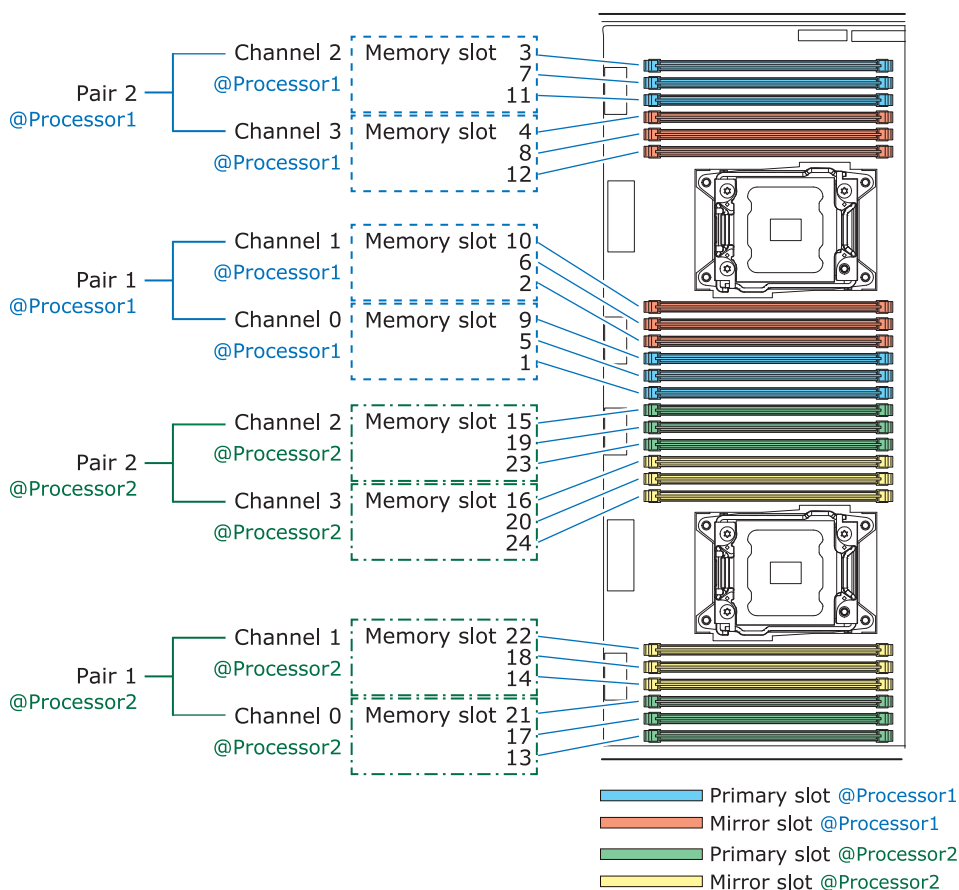 Channel 2 Memory slot 3
@Processor1 7
11
Pair 2
@Processor1
Channel 3 Memory slot 4
@Processor1 8
12
Channel 1 Memory slot 10
@Processor1 6
2
Pair 1
@Processor1
Channel 0 Memory slot 9
@Processor1 5
1
Channel 2 Memory slot 15
@Processor2 19
23
Pair 2
@Processor2
Channel 3 Memory slot 16
@Processor2 20
24
Channel 1 Memory slot 22
@Processor2 18
14
Pair 1
@Processor2
Channel 0 Memory slot 21
@Processor2 17
13
Primary slot @Processor1
Mirror slot @Processor1
Primary slot @Processor2
Mirror slot @Processor2